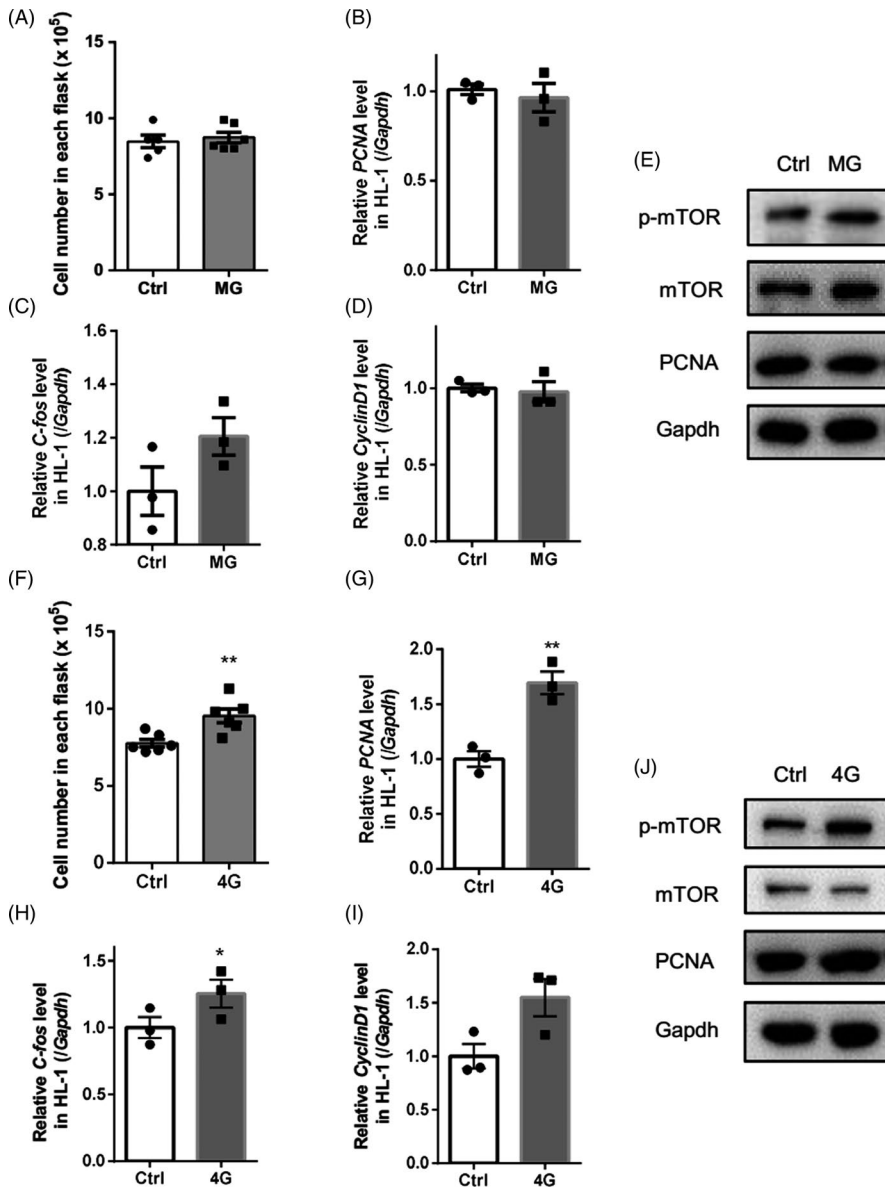 (A)
Cell number in each flask (x 10⁵)
15
10
5
0
Ctrl
MG
(B)
Relative PCNA level
in HL-1 (/Gapdh)
1.0
0.5
0.0
Ctrl
MG
(C)
Relative C-fos level
in HL-1 (/Gapdh)
1.6
1.4
1.2
1.0
0.8
Ctrl
MG
(D)
Relative CyclinD1 level
in HL-1 (/Gapdh)
1.0
0.5
0.0
Ctrl
MG
(E)
Ctrl MG
p-mTOR
mTOR
PCNA
Gapdh
(F)
Cell number in each flask (x 10⁵)
15
10
5
0
**
Ctrl
4G
(G)
Relative PCNA level
in HL-1 (/Gapdh)
2.0
1.5
1.0
0.5
0.0
**
Ctrl
4G
(H)
Relative C-fos level
in HL-1 (/Gapdh)
1.5
1.0
0.5
0.0
*
Ctrl
4G
(I)
Relative CyclinD1 level
in HL-1 (/Gapdh)
2.0
1.5
1.0
0.5
0.0
Ctrl
4G
(J)
Ctrl 4G
p-mTOR
mTOR
PCNA
Gapdh